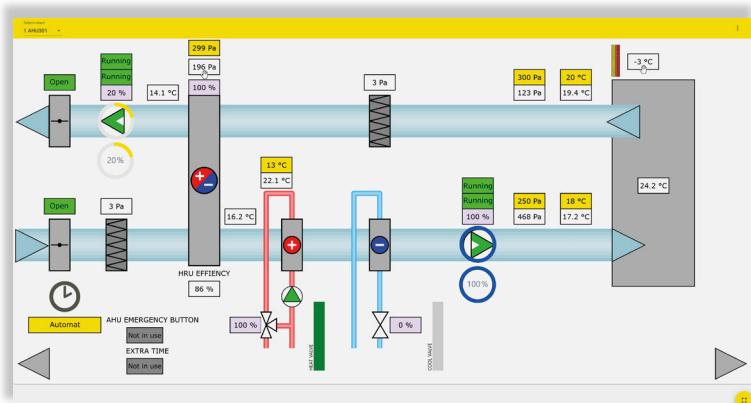 1 AHU301
299 Pa
196 Pa
100 %
Running
Running
20 %
Open
14.1 °C
3 Pa
300 Pa
123 Pa
20 °C
19.4 °C
-3 °C
20%
13 °C
22.1 °C
24.2 °C
Open
3 Pa
16.2 °C
Running
Running
100 %
250 Pa
468 Pa
18 °C
17.2 °C
HRU EFFIENCY
86 %
100%
Automat
AHU EMERGENCY BUTTON
Not in use
EXTRA TIME
Not in use
100 %
HEAT VALVE
0 %
COOL VALVE